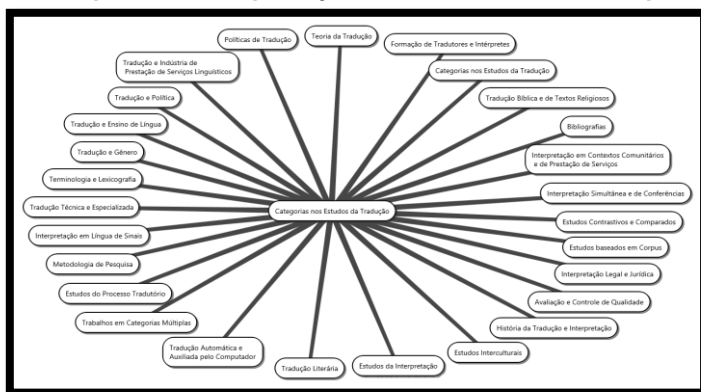 Políticas de Tradução
Teoria da Tradução
Formação de Tradutores e Intérpretes
Tradução e Indústria de
Prestação de Serviços Linguísticos
Categorias nos Estudos da Tradução
Tradução e Política
Tradução Bíblica e de Textos Religiosos
Tradução e Ensino de Língua
Bibliografias
Tradução e Gênero
Interpretação em Contextos Comunitários
e de Prestação de Serviços
Terminologia e Lexicografia
Interpretação Simultânea e de Conferências
Tradução Técnica e Especializada
Categorias nos Estudos da Tradução
Estudos Contrastivos e Comparados
Interpretação em Língua de Sinais
Estudos baseados em Corpus
Metodologia de Pesquisa
Interpretação Legal e Jurídica
Estudos do Processo Tradutório
Avaliação e Controle de Qualidade
Trabalhos em Categorias Múltiplas
História da Tradução e Interpretação
Tradução Automática e
Auxiliada pelo Computador
Estudos Interculturais
Tradução Literária
Estudos da Interpretação